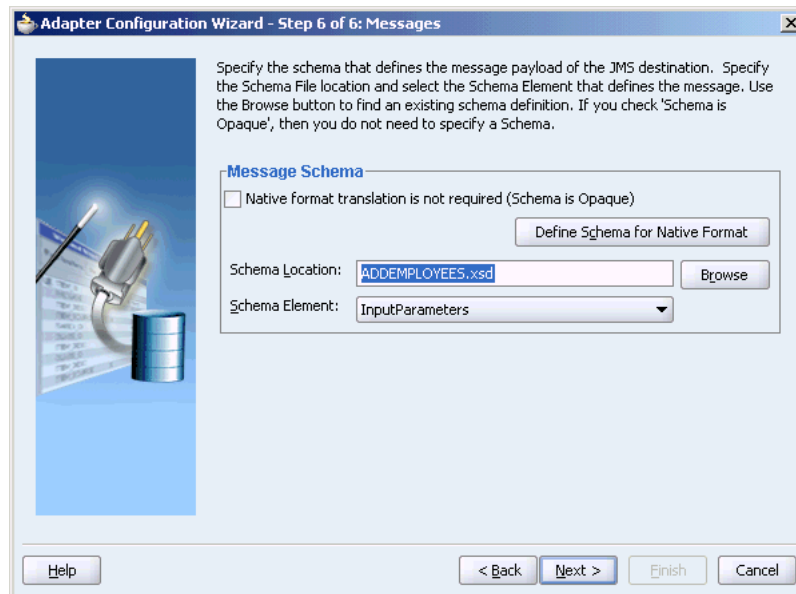 Adapter Configuration Wizard - Step 6 of 6: Messages
Specify the schema that defines the message payload of the JMS destination. Specify
the Schema File location and select the Schema Element that defines the message. Use
the Browse button to find an existing schema definition. If you check 'Schema is
Opaque', then you do not need to specify a Schema.
Message Schema
Native format translation is not required (Schema is Opaque)
Define Schema for Native Format
Schema Location: ADDEMPLOYEES.xsd Browse
Schema Element: InputParameters
Help < Back Next > Finish Cancel